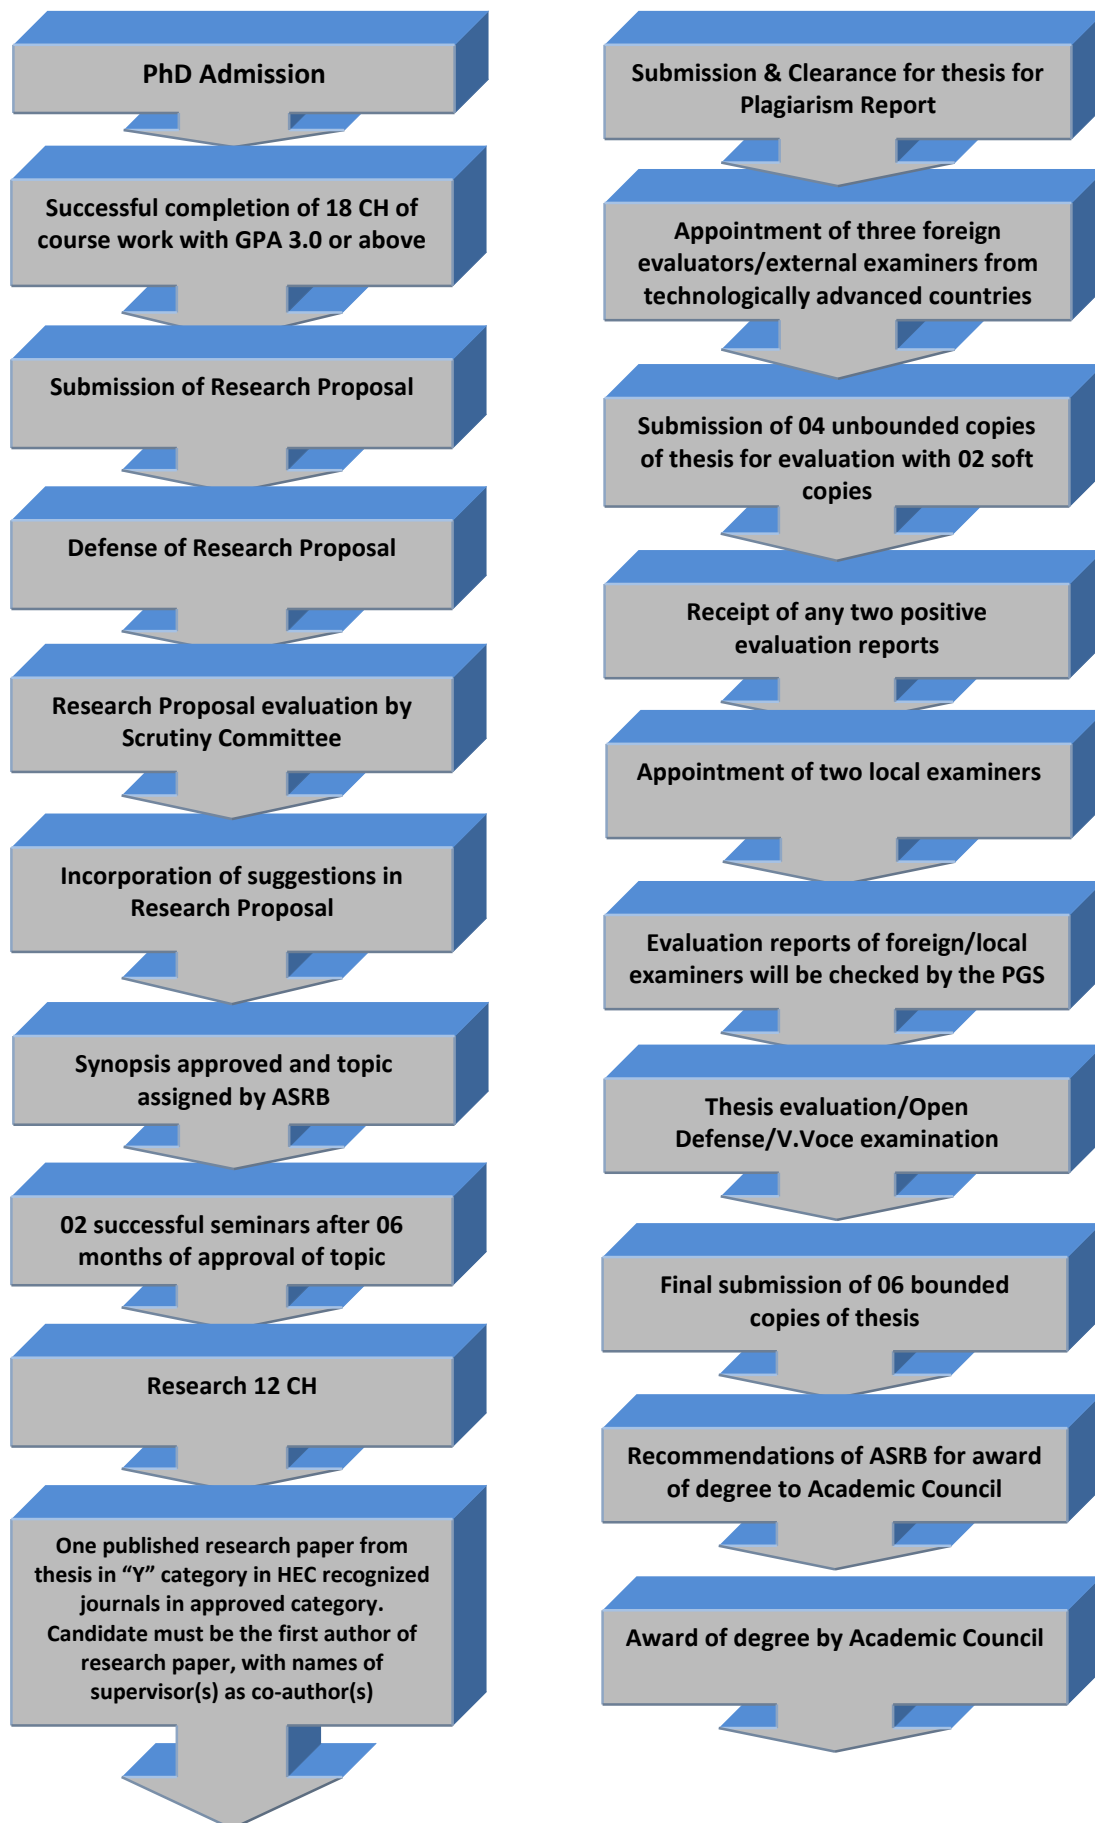 PhD Admission
Successful completion of 18 CH of
course work with GPA 3.0 or above
Submission of Research Proposal
Defense of Research Proposal
Research Proposal evaluation by
Scrutiny Committee
Incorporation of suggestions in
Research Proposal
Synopsis approved and topic
assigned by ASRB
02 successful seminars after 06
months of approval of topic
Research 12 CH
One published research paper from
thesis in “Y” category in HEC recognized
journals in approved category.
Candidate must be the first author of
research paper, with names of
supervisor(s) as co-author(s)
Submission & Clearance for thesis for
Plagiarism Report
Appointment of three foreign
evaluators/external examiners from
technologically advanced countries
Submission of 04 unbounded copies
of thesis for evaluation with 02 soft
copies
Receipt of any two positive
evaluation reports
Appointment of two local examiners
Evaluation reports of foreign/local
examiners will be checked by the PGS
Thesis evaluation/Open
Defense/V.Voce examination
Final submission of 06 bounded
copies of thesis
Recommendations of ASRB for award
of degree to Academic Council
Award of degree by Academic Council